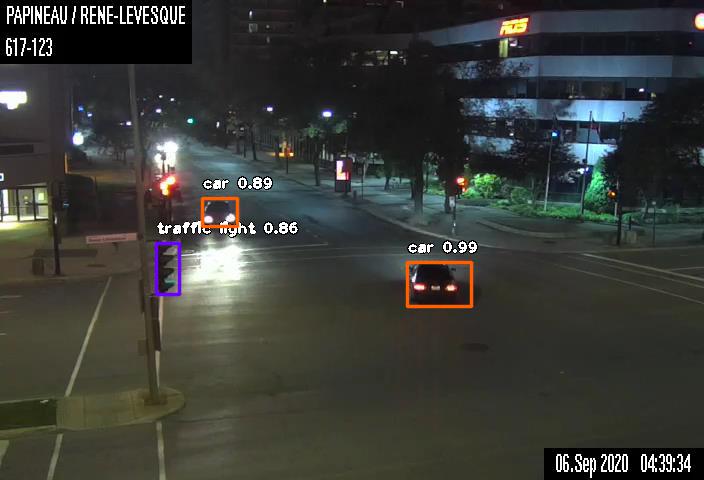 PAPINEAU / RENE-LEVESQUE
617-123
car 0.89
traffic light 0.86
car 0.99
06.Sep 2020 04:39:34